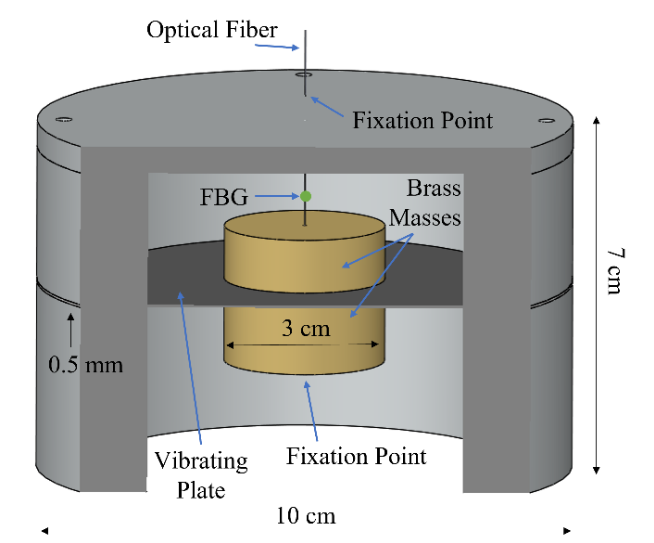 Optical Fiber
Fixation Point
FBG
Brass
Masses
7 cm
3 cm
0.5 mm
Vibrating
Plate
Fixation Point
10 cm